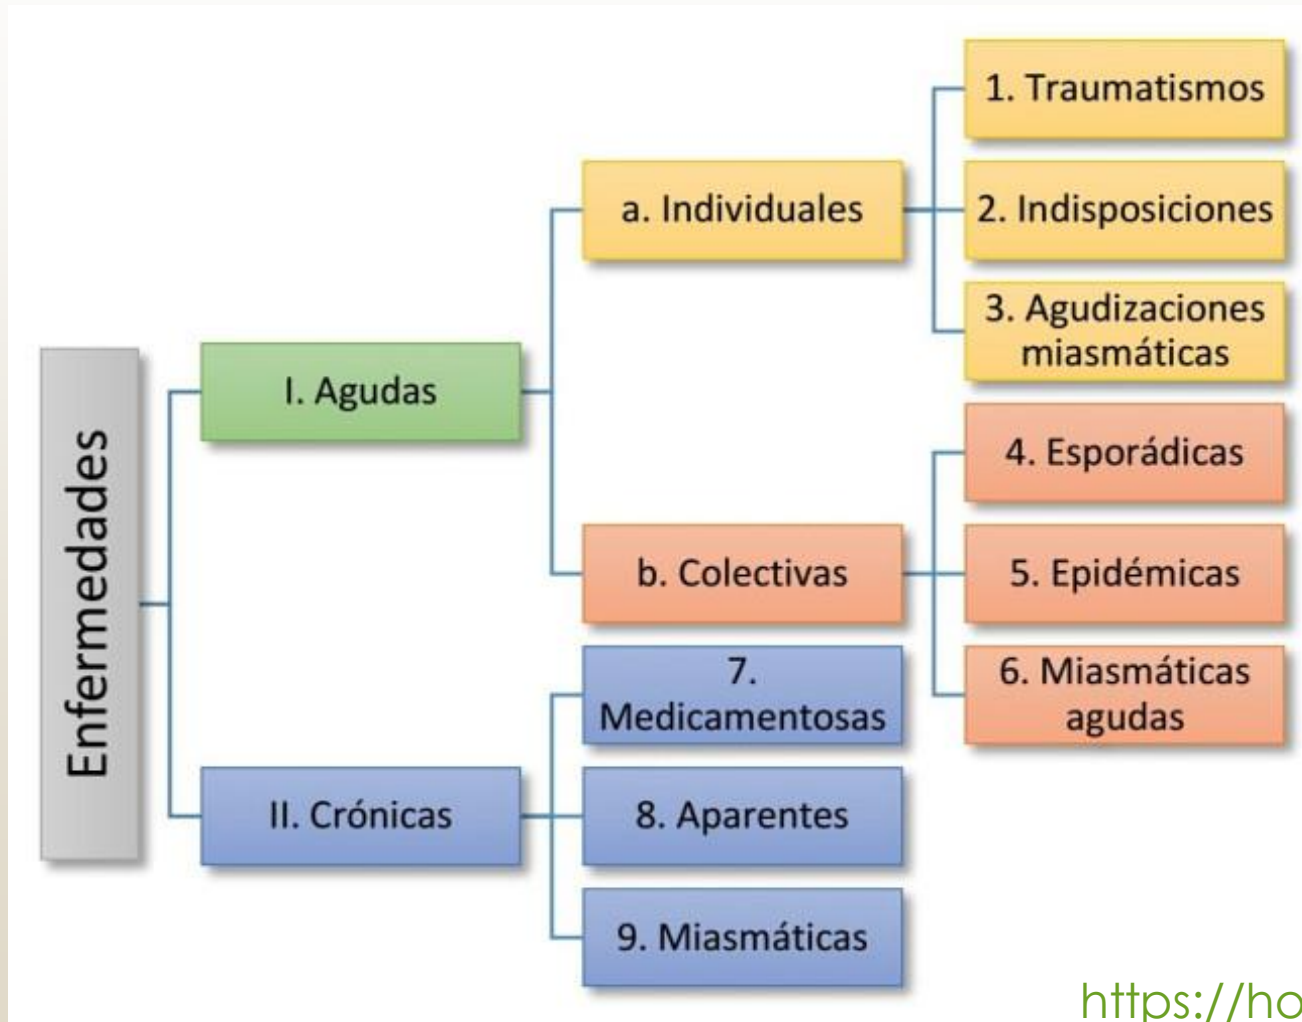 Enfermedades
I. Agudas
a. Individuales
1. Traumatismos
2. Indisposiciones
3. Agudizaciones
miasmáticas
b. Colectivas
4. Esporádicas
5. Epidémicas
6. Miasmáticas
agudas
II. Crónicas
7.
Medicamentosas
8. Aparentes
9. Miasmáticas
https://ho